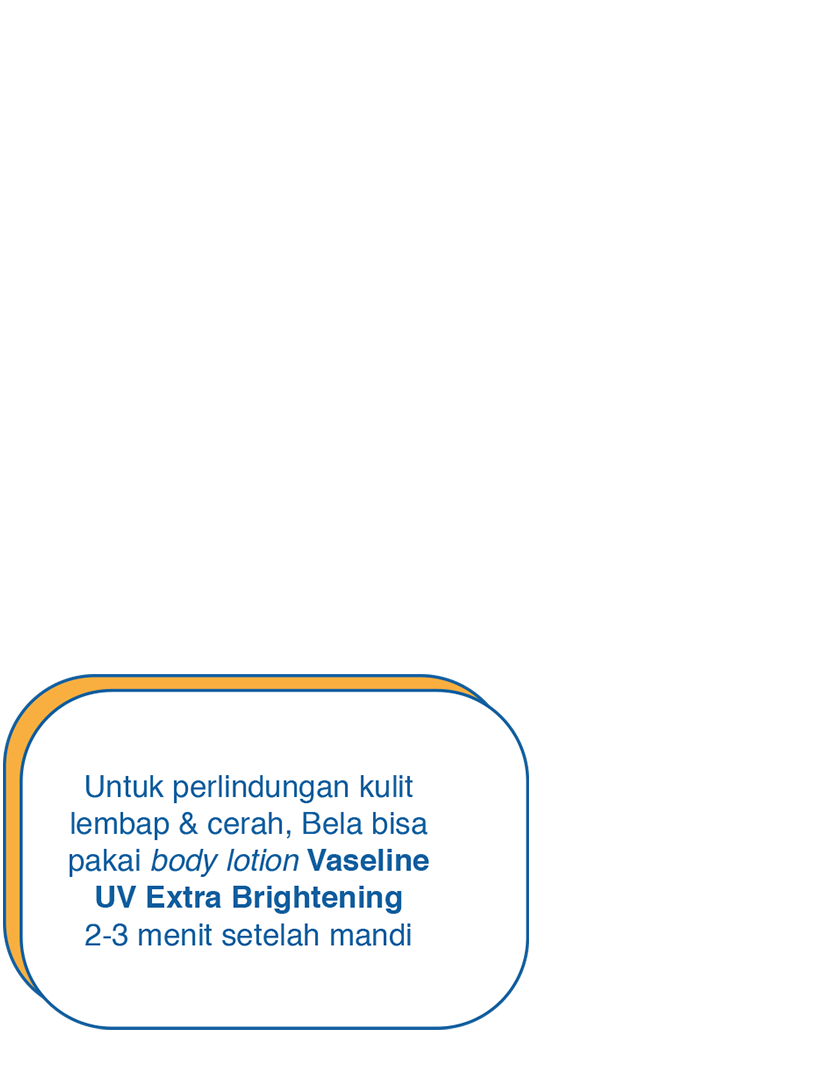 Untuk perlindungan kulit
lembap & cerah, Bela bisa
pakai body lotion Vaseline
UV Extra Brightening
2-3 menit setelah mandi